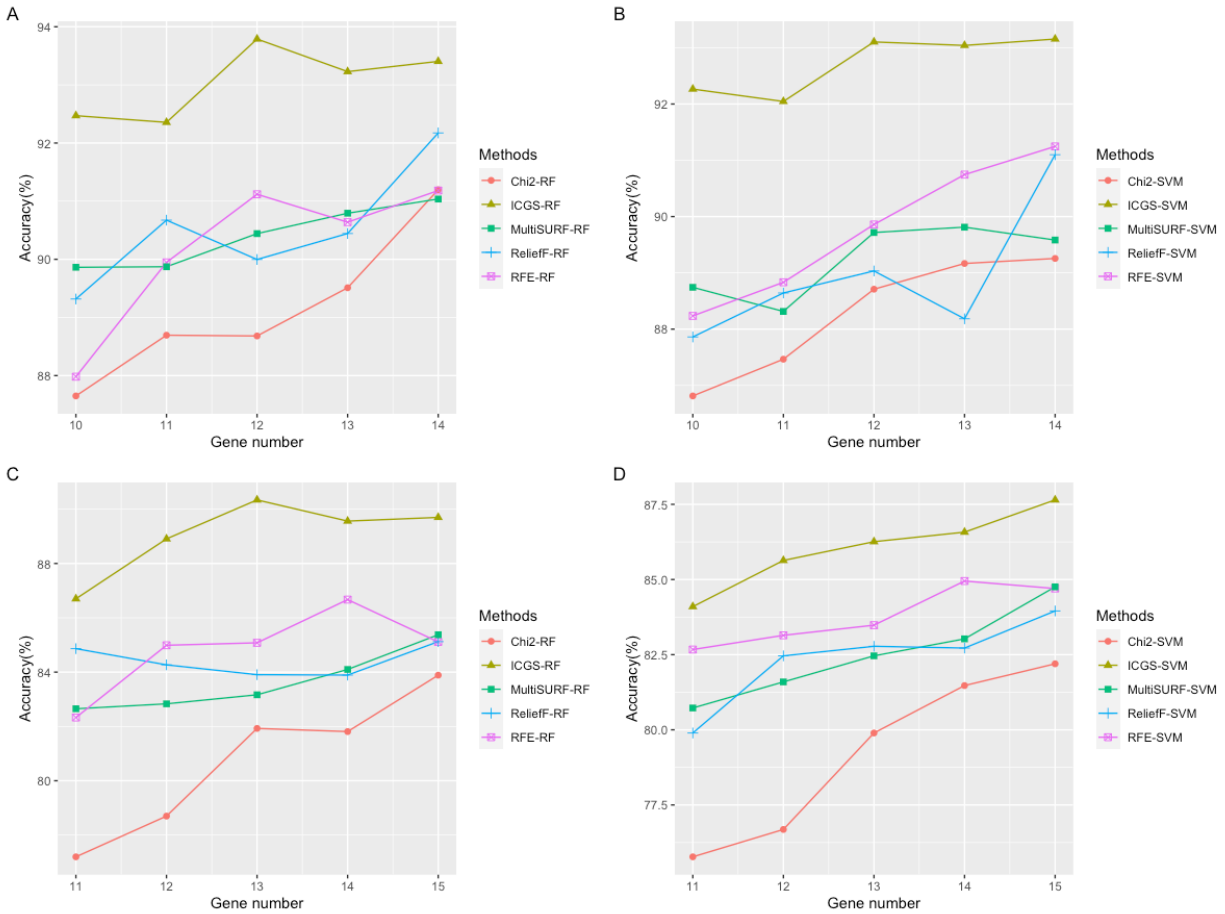 A
94
92
90
88
Accuracy(%)
10 11 12 13 14
Gene number
Methods
Chi2-RF
ICGS-RF
MultiSURF-RF
ReliefF-RF
RFE-RF
B
92
90
88
Accuracy(%)
10 11 12 13 14
Gene number
Methods
Chi2-SVM
ICGS-SVM
MultiSURF-SVM
ReliefF-SVM
RFE-SVM
C
88
84
80
Accuracy(%)
11 12 13 14 15
Gene number
Methods
Chi2-RF
ICGS-RF
MultiSURF-RF
ReliefF-RF
RFE-RF
D
87.5
85.0
82.5
80.0
77.5
Accuracy(%)
11 12 13 14 15
Gene number
Methods
Chi2-SVM
ICGS-SVM
MultiSURF-SVM
ReliefF-SVM
RFE-SVM